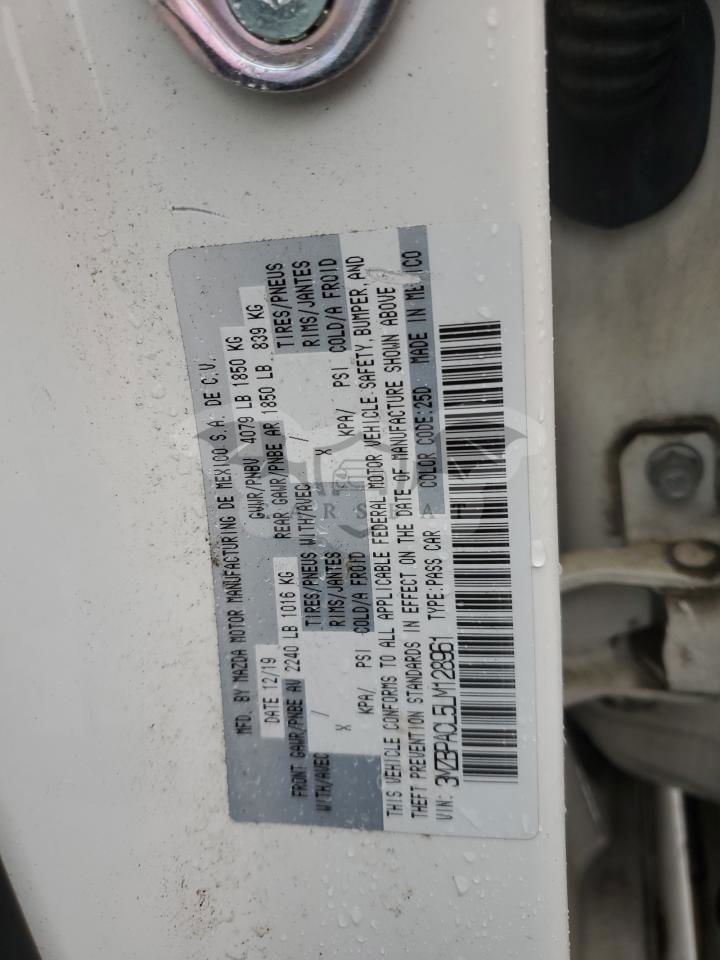 MFD. BY MAZDA MOTOR MANUFACTURING DE MEXICO S.A. DE C.V.
DATE 12/19 GVWR/PNBV 4079 LB 1850 KG
FRONT GAWR/PNBE AV 2240 LB 1016 KG REAR GAWR/PNBE AR 1850 LB 839 KG
WITH/AVEC / TIRES/PNEUS WITH/AVEC / TIRES/PNEUS
X RIMS/JANTES X RIMS/JANTES
KPA/ PSI COLD/A FROID KPA/ PSI COLD/A FROID
THIS VEHICLE CONFORMS TO ALL APPLICABLE FEDERAL MOTOR VEHICLE SAFETY, BUMPER, AND
THEFT PREVENTION STANDARDS IN EFFECT ON THE DATE OF MANUFACTURE SHOWN ABOVE
VIN: 3MZBPACL5LM128961 TYPE:PASS CAR COLOR CODE:25D MADE IN MEXICO
CARSPAT